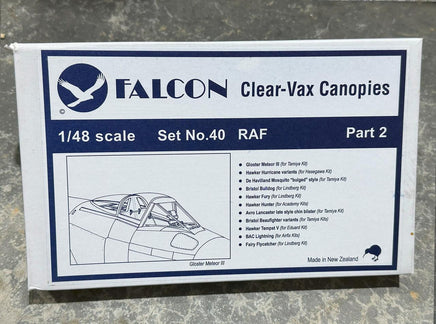 FALCON Clear-Vax Canopies
©
1/48 scale Set No.40 RAF Part 2
Gloster Meteor III (for Tamiya Kit)
Hawker Hurricane variants (for Hasegawa Kit)
De Havilland Mosquito "bulged" style (for Tamiya Kit)
Bristol Bulldog (for Lindberg Kit)
Hawker Fury (for Lindberg Kit)
Hawker Hunter (for Academy Kits)
Avro Lancaster late style chin blister (for Tamiya Kit)
Bristol Beaufighter variants (for Tamiya Kits)
Hawker Tempest V (for Eduard Kit)
BAC Lightning (for Airfix Kits)
Fairy Flycatcher (for Lindberg Kit)
Gloster Meteor III
Made in New Zealand